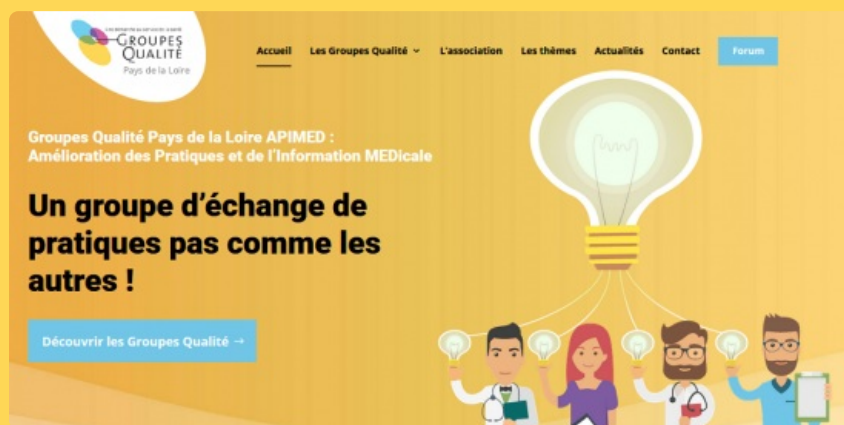 GROUPES
QUALITÉ
Pays de la Loire
Accueil Les Groupes Qualité L'association Les thèmes Actualités Contact Forum
Groupes Qualité Pays de la Loire APIMED :
Amélioration des Pratiques et de l'Information MEDicale
Un groupe d'échange de
pratiques pas comme les
autres !
Découvrir les Groupes Qualité →